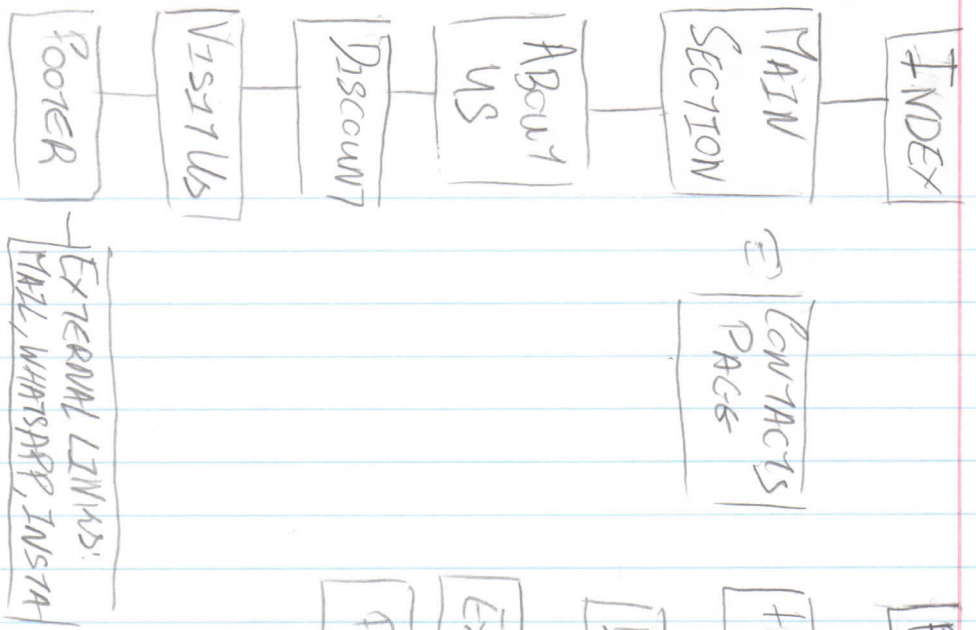 INDEX
MAIN
SECTION
CONTACTS
PAGE
ABOUT
US
DISCOUNT
VISIT US
FOOTER
EXTERNAL LINKS:
MAIL, WHATSAPP, INSTA